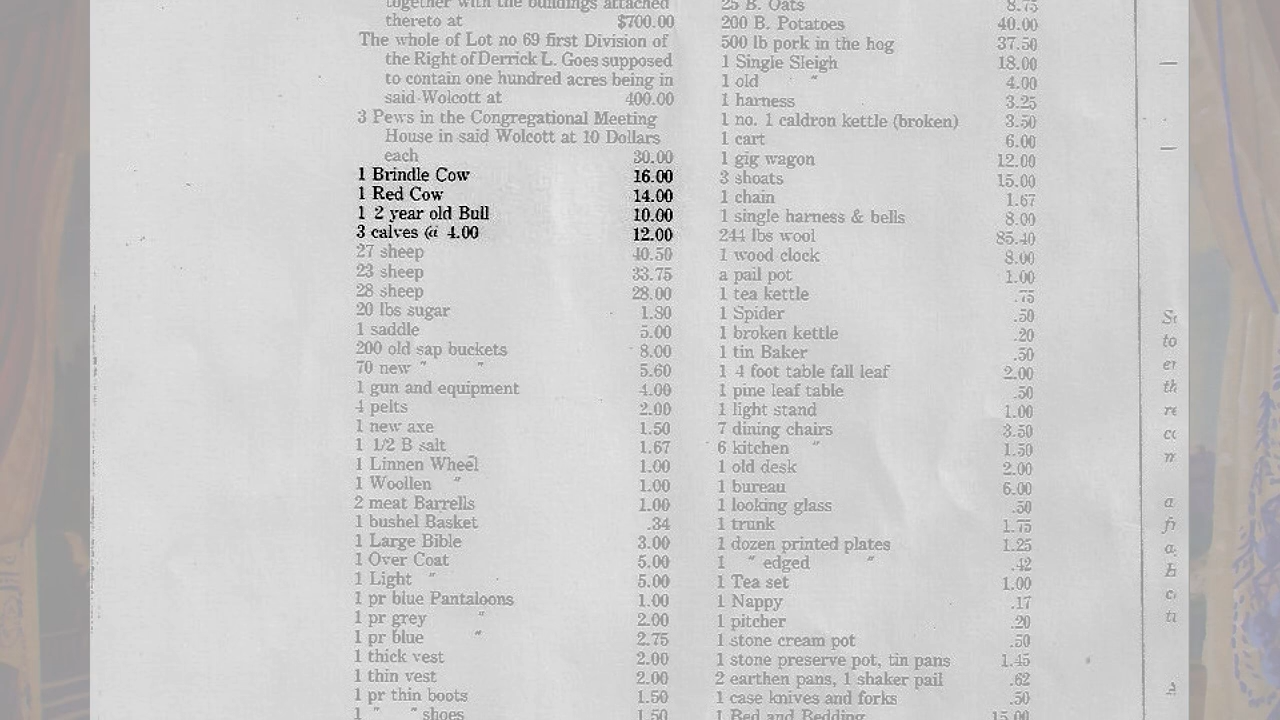 together with the buildings attached
thereto at $700.00
The whole of Lot no 69 first Division of
the Right of Derrick L. Goes supposed
to contain one hundred acres being in
said Wolcott at 400.00
3 Pews in the Congregational Meeting
House in said Wolcott at 10 Dollars
each 30.00
1 Brindle Cow 16.00
1 Red Cow 14.00
1 2 year old Bull 10.00
3 calves @ 4.00 12.00
27 sheep 40.50
23 sheep 33.75
28 sheep 28.00
20 lbs sugar 1.80
1 saddle 5.00
200 old sap buckets 8.00
70 new " " 5.60
1 gun and equipment 4.00
4 pelts 2.00
1 new axe 1.50
1 1/2 B salt 1.67
1 Linnen Wheel 1.00
1 Woollen " 1.00
2 meat Barrells 1.00
1 bushel Basket .34
1 Large Bible 3.00
1 Over Coat 5.00
1 Light " 5.00
1 pr blue Pantaloons 1.00
1 pr grey " 2.00
1 pr blue " 2.75
1 thick vest 2.00
1 thin vest 2.00
1 pr thin boots 1.50
1 " " shoes 1.50
25 B. Oats 8.75
200 B. Potatoes 40.00
500 lb pork in the hog 37.50
1 Single Sleigh 18.00
1 old " 4.00
1 harness 3.25
1 no. 1 caldron kettle (broken) 3.50
1 cart 6.00
1 gig wagon 12.00
3 shoats 15.00
1 chain 1.67
1 single harness & bells 8.00
244 lbs wool 85.40
1 wood clock 8.00
a pail pot 1.00
1 tea kettle .75
1 Spider .50
1 broken kettle .20
1 tin Baker .50
1 4 foot table fall leaf 2.00
1 pine leaf table .50
1 light stand 1.00
7 dining chairs 3.50
6 kitchen " 1.50
1 old desk 2.00
1 bureau 6.00
1 looking glass .50
1 trunk 1.75
1 dozen printed plates 1.25
1 " edged " .42
1 Tea set 1.00
1 Nappy .17
1 pitcher .20
1 stone cream pot .50
1 stone preserve pot, tin pans 1.45
2 earthen pans, 1 shaker pail .62
1 case knives and forks .50
1 Bed and Bedding 15.00
to